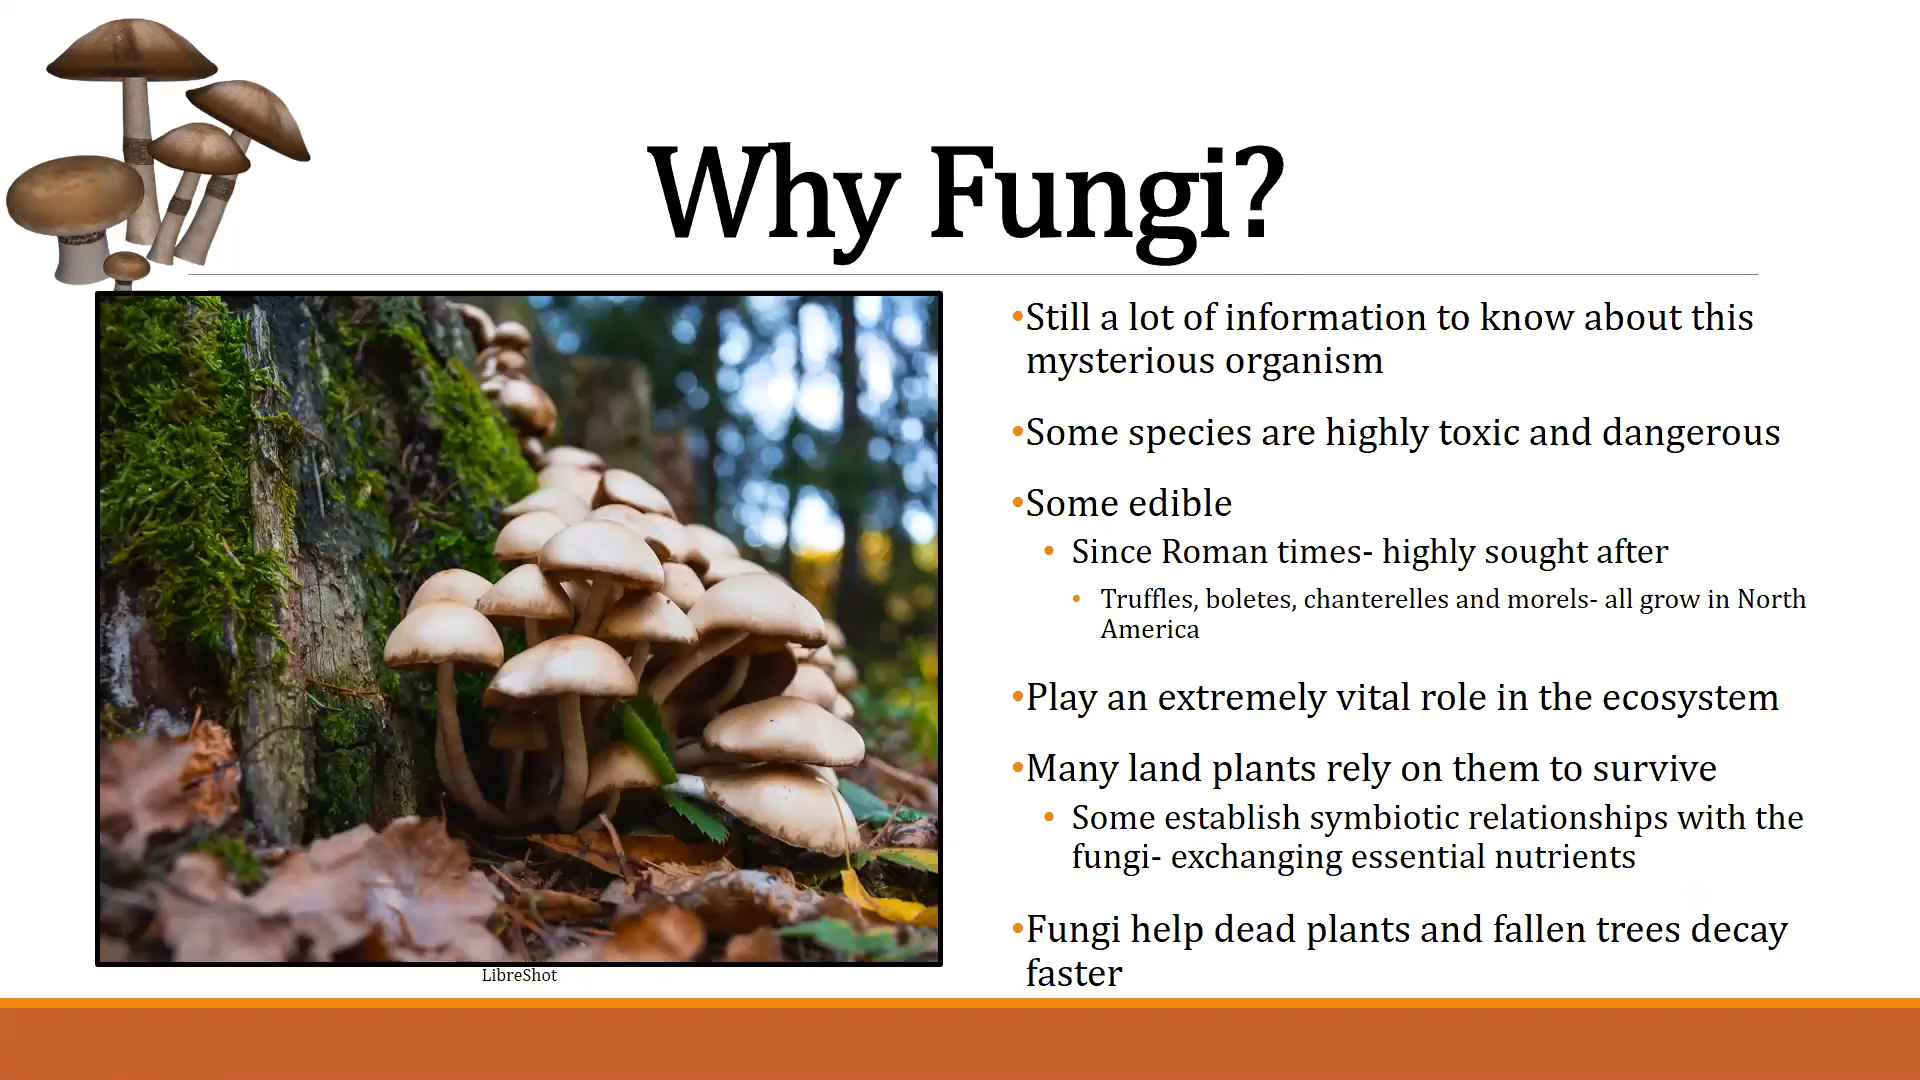 Why Fungi?
•Still a lot of information to know about this
mysterious organism
•Some species are highly toxic and dangerous
•Some edible
• Since Roman times- highly sought after
• Truffles, boletes, chanterelles and morels- all grow in North
America
•Play an extremely vital role in the ecosystem
•Many land plants rely on them to survive
• Some establish symbiotic relationships with the
fungi- exchanging essential nutrients
•Fungi help dead plants and fallen trees decay
faster
LibreShot